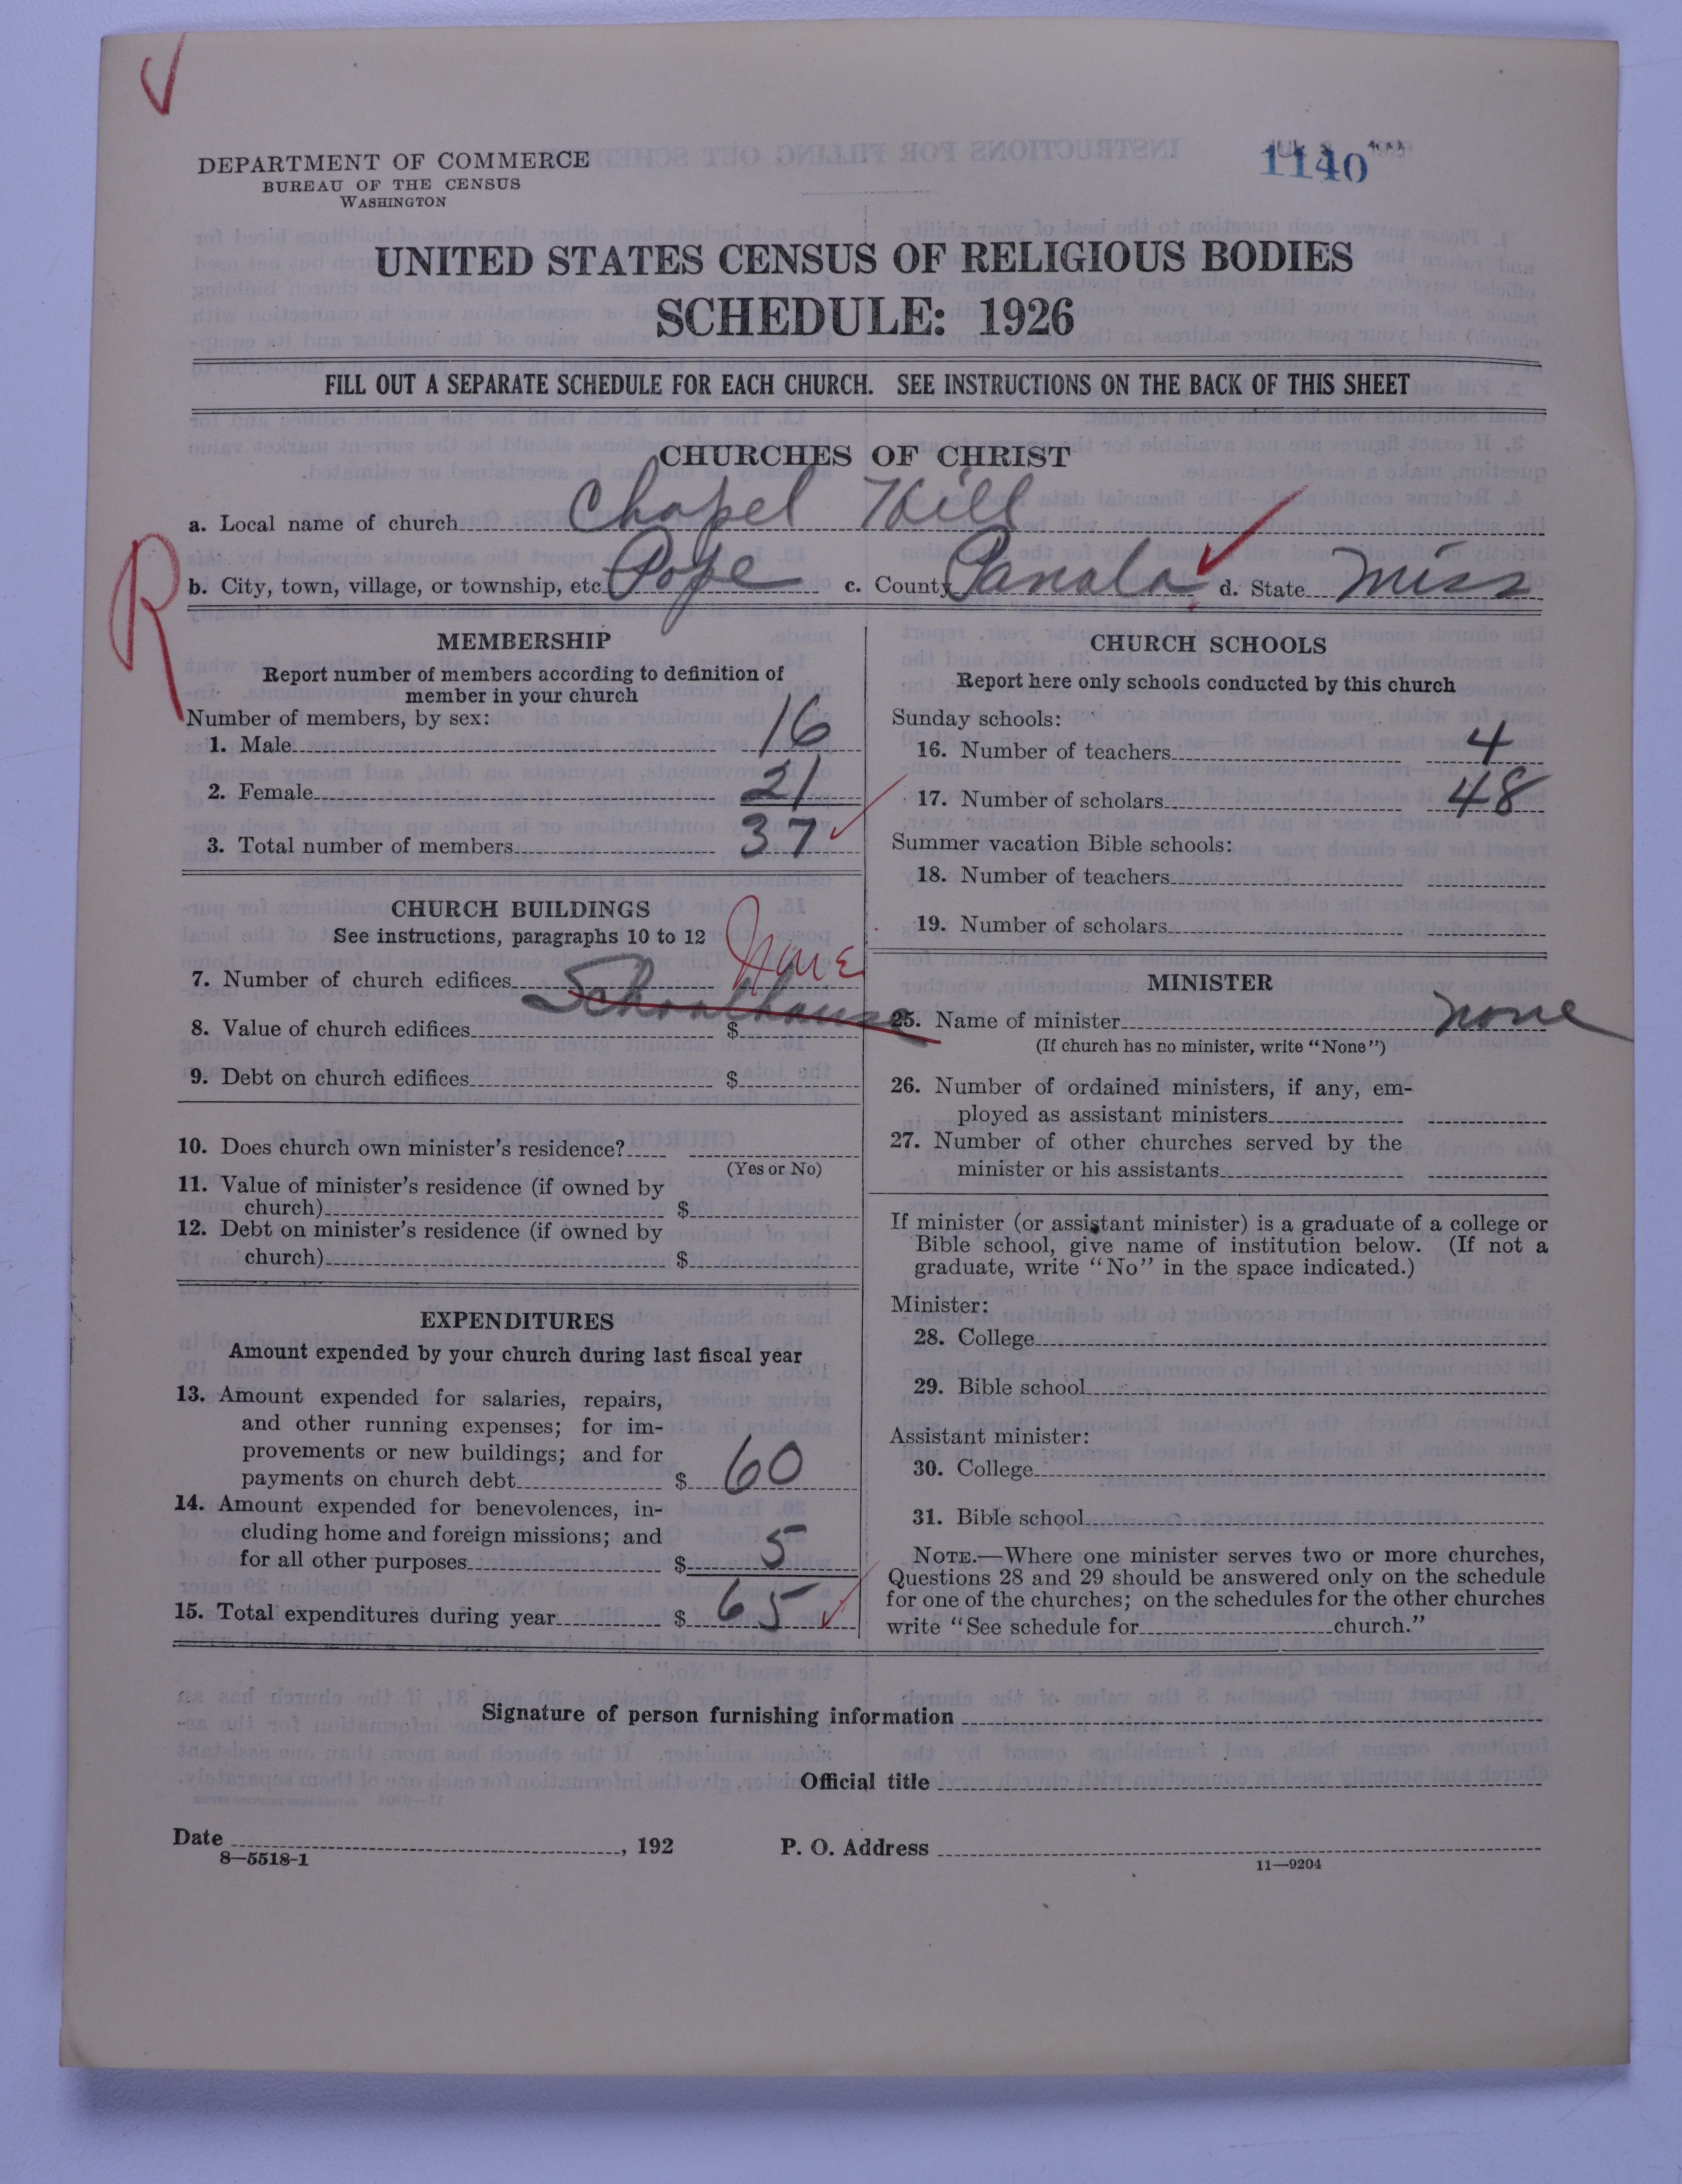 1140
DEPARTMENT OF COMMERCE
BUREAU OF THE CENSUS
WASHINGTON
UNITED STATES CENSUS OF RELIGIOUS BODIES
SCHEDULE: 1926
FILL OUT A SEPARATE SCHEDULE FOR EACH CHURCH. SEE INSTRUCTIONS ON THE BACK OF THIS SHEET
CHURCHES OF CHRIST
a. Local name of church Chapel Hill
R
b. City, town, village, or township, etc. Pope c. County Panola d. State Miss
MEMBERSHIP
Report number of members according to definition of
member in your church
Number of members, by sex:
1. Male 16
2. Female 21
3. Total number of members 37
CHURCH BUILDINGS
See instructions, paragraphs 10 to 12
None
7. Number of church edifices
Schoolhouse
8. Value of church edifices $
9. Debt on church edifices $
10. Does church own minister's residence?
(Yes or No)
11. Value of minister's residence (if owned by
church) $
12. Debt on minister's residence (if owned by
church) $
EXPENDITURES
Amount expended by your church during last fiscal year
13. Amount expended for salaries, repairs,
and other running expenses; for im-
provements or new buildings; and for
payments on church debt $ 60
14. Amount expended for benevolences, in-
cluding home and foreign missions; and
for all other purposes $ 5
15. Total expenditures during year $ 65
CHURCH SCHOOLS
Report here only schools conducted by this church
Sunday schools:
16. Number of teachers 4
17. Number of scholars 48
Summer vacation Bible schools:
18. Number of teachers
19. Number of scholars
MINISTER
25. Name of minister none
(If church has no minister, write "None")
26. Number of ordained ministers, if any, em-
ployed as assistant ministers
27. Number of other churches served by the
minister or his assistants
If minister (or assistant minister) is a graduate of a college or
Bible school, give name of institution below. (If not a
graduate, write "No" in the space indicated.)
Minister:
28. College
29. Bible school
Assistant minister:
30. College
31. Bible school
NOTE.—Where one minister serves two or more churches,
Questions 28 and 29 should be answered only on the schedule
for one of the churches; on the schedules for the other churches
write "See schedule for church."
Signature of person furnishing information
Official title
Date , 192 P. O. Address
8—5518-1
11—9204